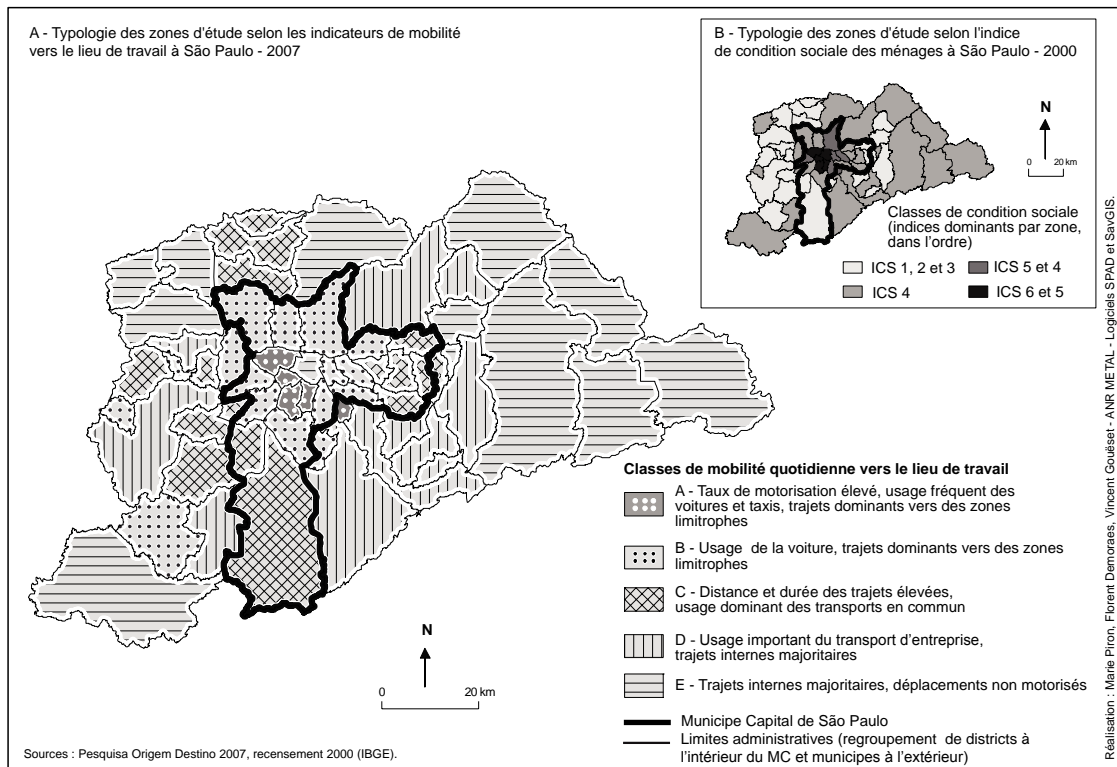 A - Typologie des zones d'étude selon les indicateurs de mobilité
vers le lieu de travail à São Paulo - 2007
B - Typologie des zones d'étude selon l'indice
de condition sociale des ménages à São Paulo - 2000
N
0 20 km
Classes de condition sociale
(indices dominants par zone,
dans l'ordre)
ICS 1, 2 et 3
ICS 5 et 4
ICS 4
ICS 6 et 5
Classes de mobilité quotidienne vers le lieu de travail
A - Taux de motorisation élevé, usage fréquent des
voitures et taxis, trajets dominants vers des zones
limitrophes
B - Usage de la voiture, trajets dominants vers des zones
limitrophes
C - Distance et durée des trajets élevées,
usage dominant des transports en commun
D - Usage important du transport d'entreprise,
trajets internes majoritaires
E - Trajets internes majoritaires, déplacements non motorisés
Municipe Capital de São Paulo
Limites administratives (regroupement de districts à
l'intérieur du MC et municipes à l'extérieur)
N
0 20 km
Sources : Pesquisa Origem Destino 2007, recensement 2000 (IBGE).
Réalisation : Marie Piron, Florent Demoraes, Vincent Gouëset - ANR METAL - Logiciels SPAD et SavGIS.